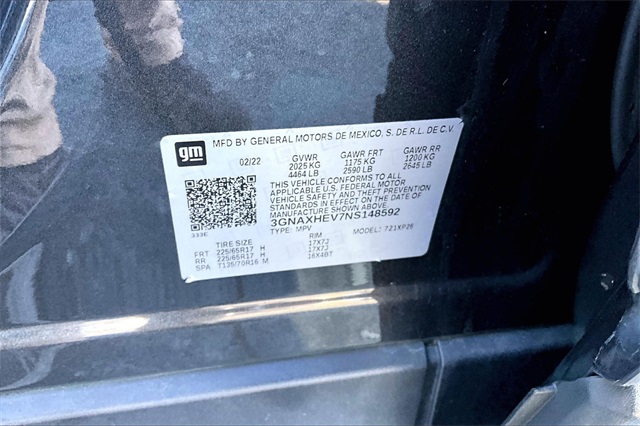 gm
MFD BY GENERAL MOTORS DE MEXICO, S. DE R.L. DE C.V.
02/22 GVWR GAWR FRT GAWR RR
2025 KG 1175 KG 1200 KG
4464 LB 2590 LB 2645 LB
THIS VEHICLE CONFORMS TO ALL
APPLICABLE U.S. FEDERAL MOTOR
VEHICLE SAFETY AND THEFT PREVENTION
STANDARDS IN EFFECT ON THE DATE OF
MANUFACTURE SHOWN ABOVE.
3GNAXHEV7NS148592
333E
TYPE: MPV MODEL: 721XP26
TIRE SIZE RIM
FRT 225/65R17 H 17X7J
RR 225/65R17 H 17X7J
SPA T135/70R16 M 16X4BT